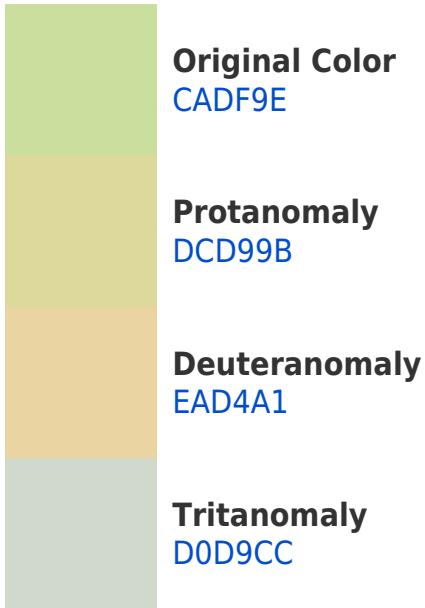 Original Color
CADF9E
Protanomaly
DCD99B
Deuteranomaly
EAD4A1
Tritanomaly
D0D9CC